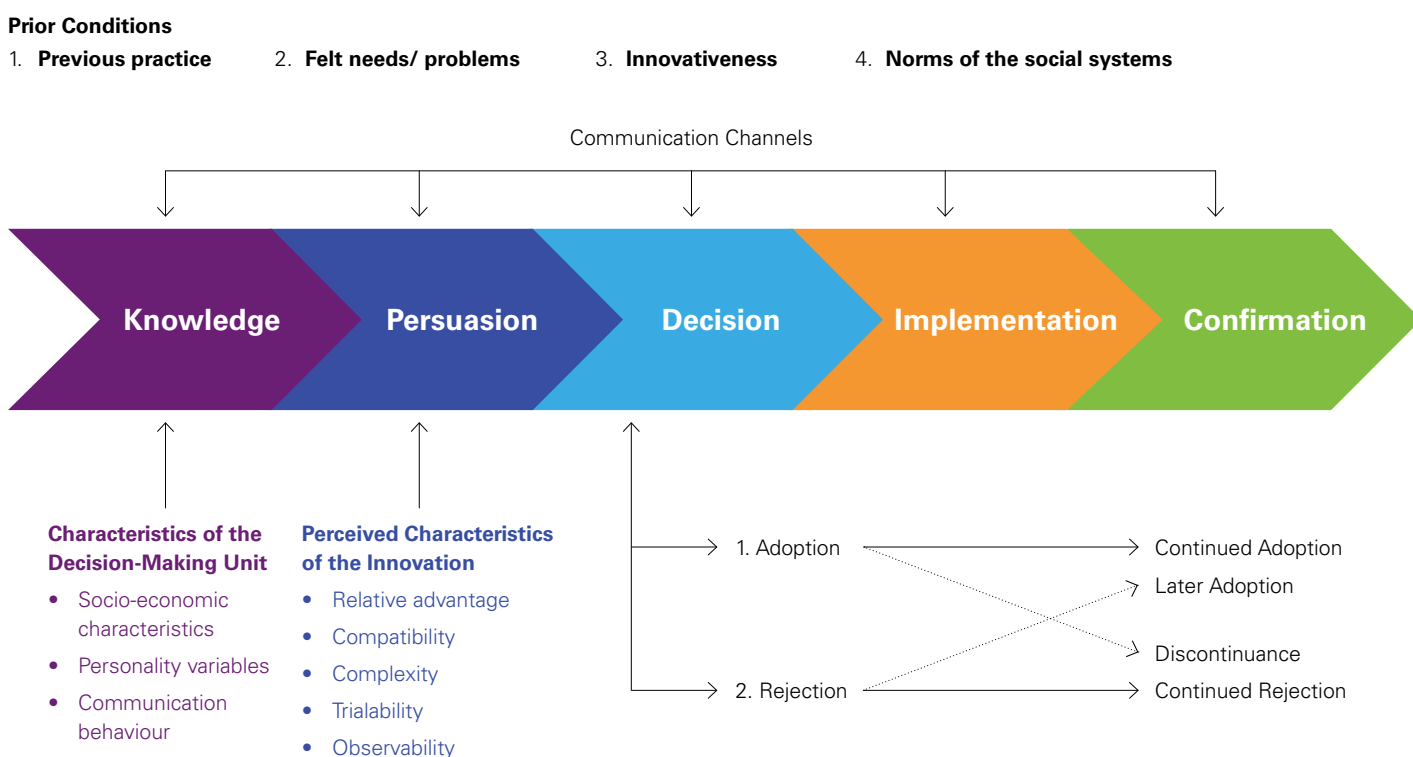 Prior Conditions
1. Previous practice 2. Felt needs/ problems 3. Innovativeness 4. Norms of the social systems
Communication Channels
Knowledge Persuasion Decision Implementation Confirmation
Characteristics of the
Decision-Making Unit
• Socio-economic
characteristics
• Personality variables
• Communication
behaviour
Perceived Characteristics
of the Innovation
• Relative advantage
• Compatibility
• Complexity
• Trialability
• Observability
1. Adoption
2. Rejection
Continued Adoption
Later Adoption
Discontinuance
Continued Rejection